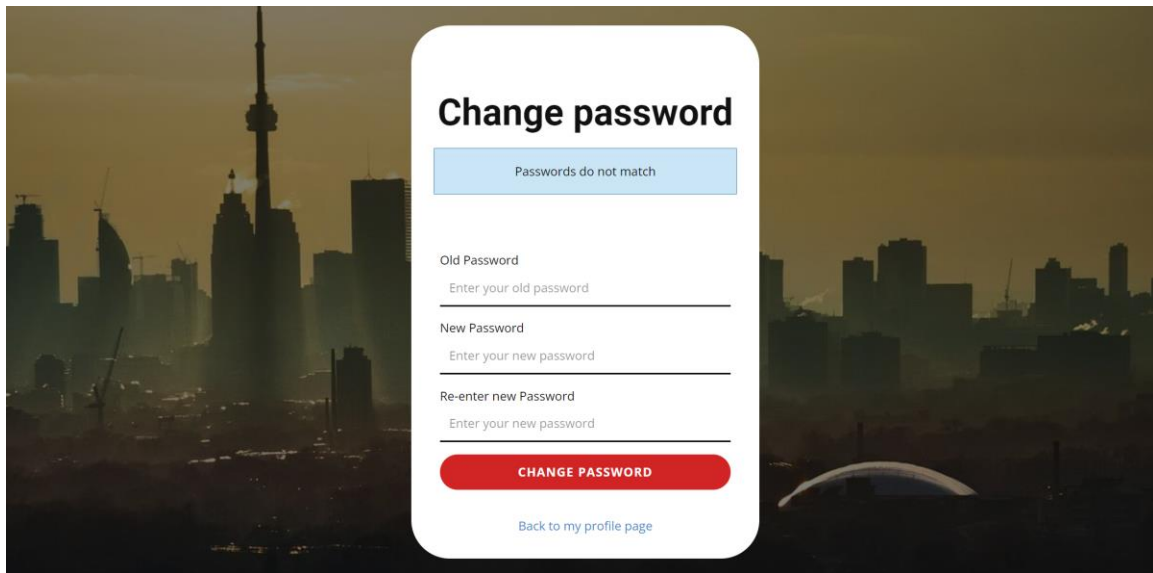 Change password
Passwords do not match
Old Password
Enter your old password
New Password
Enter your new password
Re-enter new Password
Enter your new password
CHANGE PASSWORD
Back to my profile page